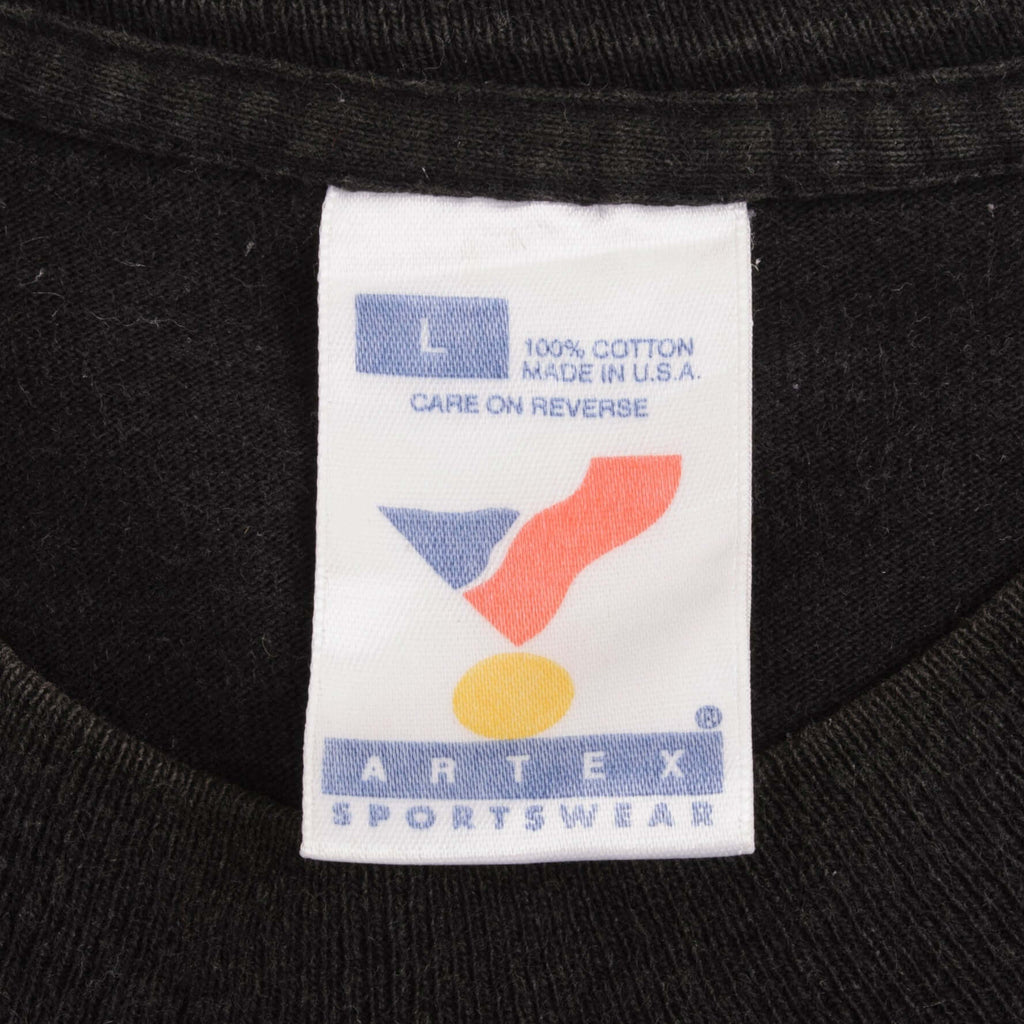 L
100% COTTON
MADE IN U.S.A.
CARE ON REVERSE
®
ARTEX
SPORTSWEAR